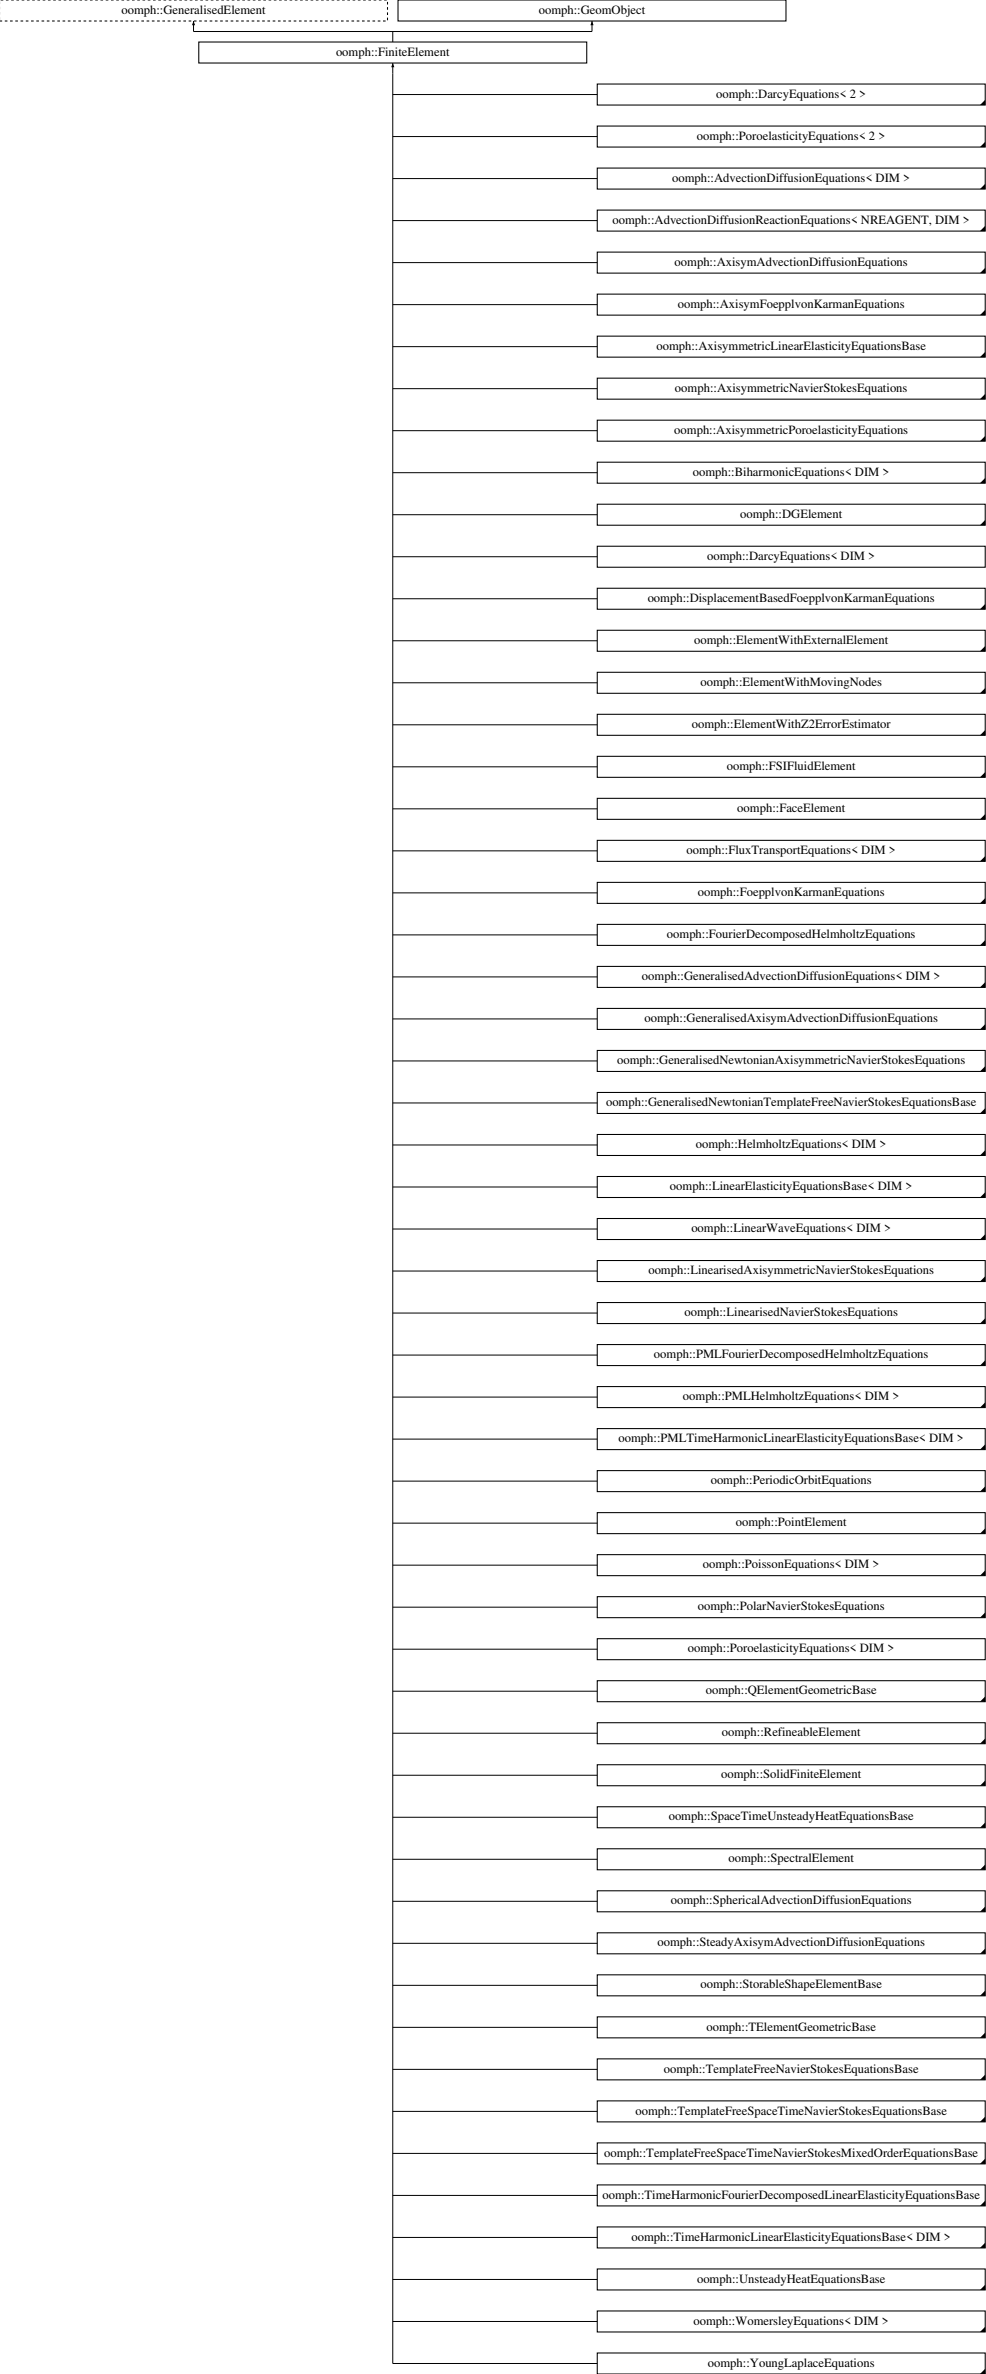 oomph::GeneralisedElement
oomph::GeomObject
oomph::FiniteElement
oomph::DarcyEquations< 2 >
oomph::PoroelasticityEquations< 2 >
oomph::AdvectionDiffusionEquations< DIM >
oomph::AdvectionDiffusionReactionEquations< NREAGENT, DIM >
oomph::AxisymAdvectionDiffusionEquations
oomph::AxisymFoepplvonKarmanEquations
oomph::AxisymmetricLinearElasticityEquationsBase
oomph::AxisymmetricNavierStokesEquations
oomph::AxisymmetricPoroelasticityEquations
oomph::BiharmonicEquations< DIM >
oomph::DGElement
oomph::DarcyEquations< DIM >
oomph::DisplacementBasedFoepplvonKarmanEquations
oomph::ElementWithExternalElement
oomph::ElementWithMovingNodes
oomph::ElementWithZ2ErrorEstimator
oomph::FSIFluidElement
oomph::FaceElement
oomph::FluxTransportEquations< DIM >
oomph::FoepplvonKarmanEquations
oomph::FourierDecomposedHelmholtzEquations
oomph::GeneralisedAdvectionDiffusionEquations< DIM >
oomph::GeneralisedAxisymAdvectionDiffusionEquations
oomph::GeneralisedNewtonianAxisymmetricNavierStokesEquations
oomph::GeneralisedNewtonianTemplateFreeNavierStokesEquationsBase
oomph::HelmholtzEquations< DIM >
oomph::LinearElasticityEquationsBase< DIM >
oomph::LinearWaveEquations< DIM >
oomph::LinearisedAxisymmetricNavierStokesEquations
oomph::LinearisedNavierStokesEquations
oomph::PMLFourierDecomposedHelmholtzEquations
oomph::PMLHelmholtzEquations< DIM >
oomph::PMLTimeHarmonicLinearElasticityEquationsBase< DIM >
oomph::PeriodicOrbitEquations
oomph::PointElement
oomph::PoissonEquations< DIM >
oomph::PolarNavierStokesEquations
oomph::PoroelasticityEquations< DIM >
oomph::QElementGeometricBase
oomph::RefineableElement
oomph::SolidFiniteElement
oomph::SpaceTimeUnsteadyHeatEquationsBase
oomph::SpectralElement
oomph::SphericalAdvectionDiffusionEquations
oomph::SteadyAxisymAdvectionDiffusionEquations
oomph::StorableShapeElementBase
oomph::TElementGeometricBase
oomph::TemplateFreeNavierStokesEquationsBase
oomph::TemplateFreeSpaceTimeNavierStokesEquationsBase
oomph::TemplateFreeSpaceTimeNavierStokesMixedOrderEquationsBase
oomph::TimeHarmonicFourierDecomposedLinearElasticityEquationsBase
oomph::TimeHarmonicLinearElasticityEquationsBase< DIM >
oomph::UnsteadyHeatEquationsBase
oomph::WomersleyEquations< DIM >
oomph::YoungLaplaceEquations